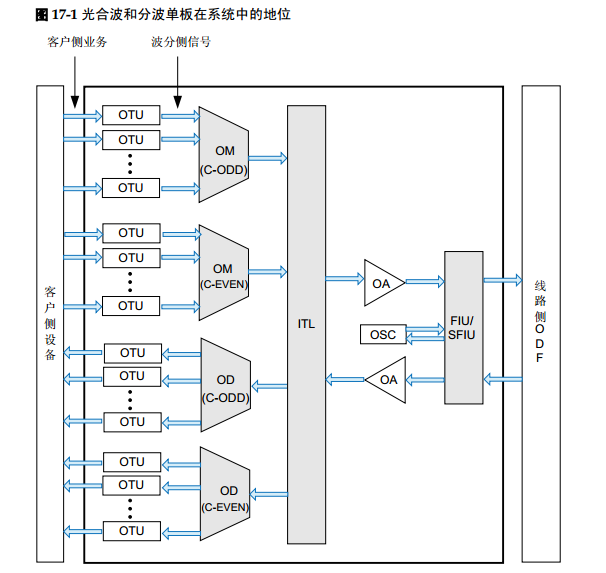 图 17-1 光合波和分波单板在系统中的地位
客户侧业务
波分侧信号
OTU
OTU
OTU
OM
(C-ODD)
OTU
OTU
OTU
OM
(C-EVEN)
客户侧设备
OTU
OTU
OTU
OD
(C-ODD)
OTU
OTU
OTU
OD
(C-EVEN)
ITL
OA
OSC
OA
FIU/
SFIU
线路侧ODF